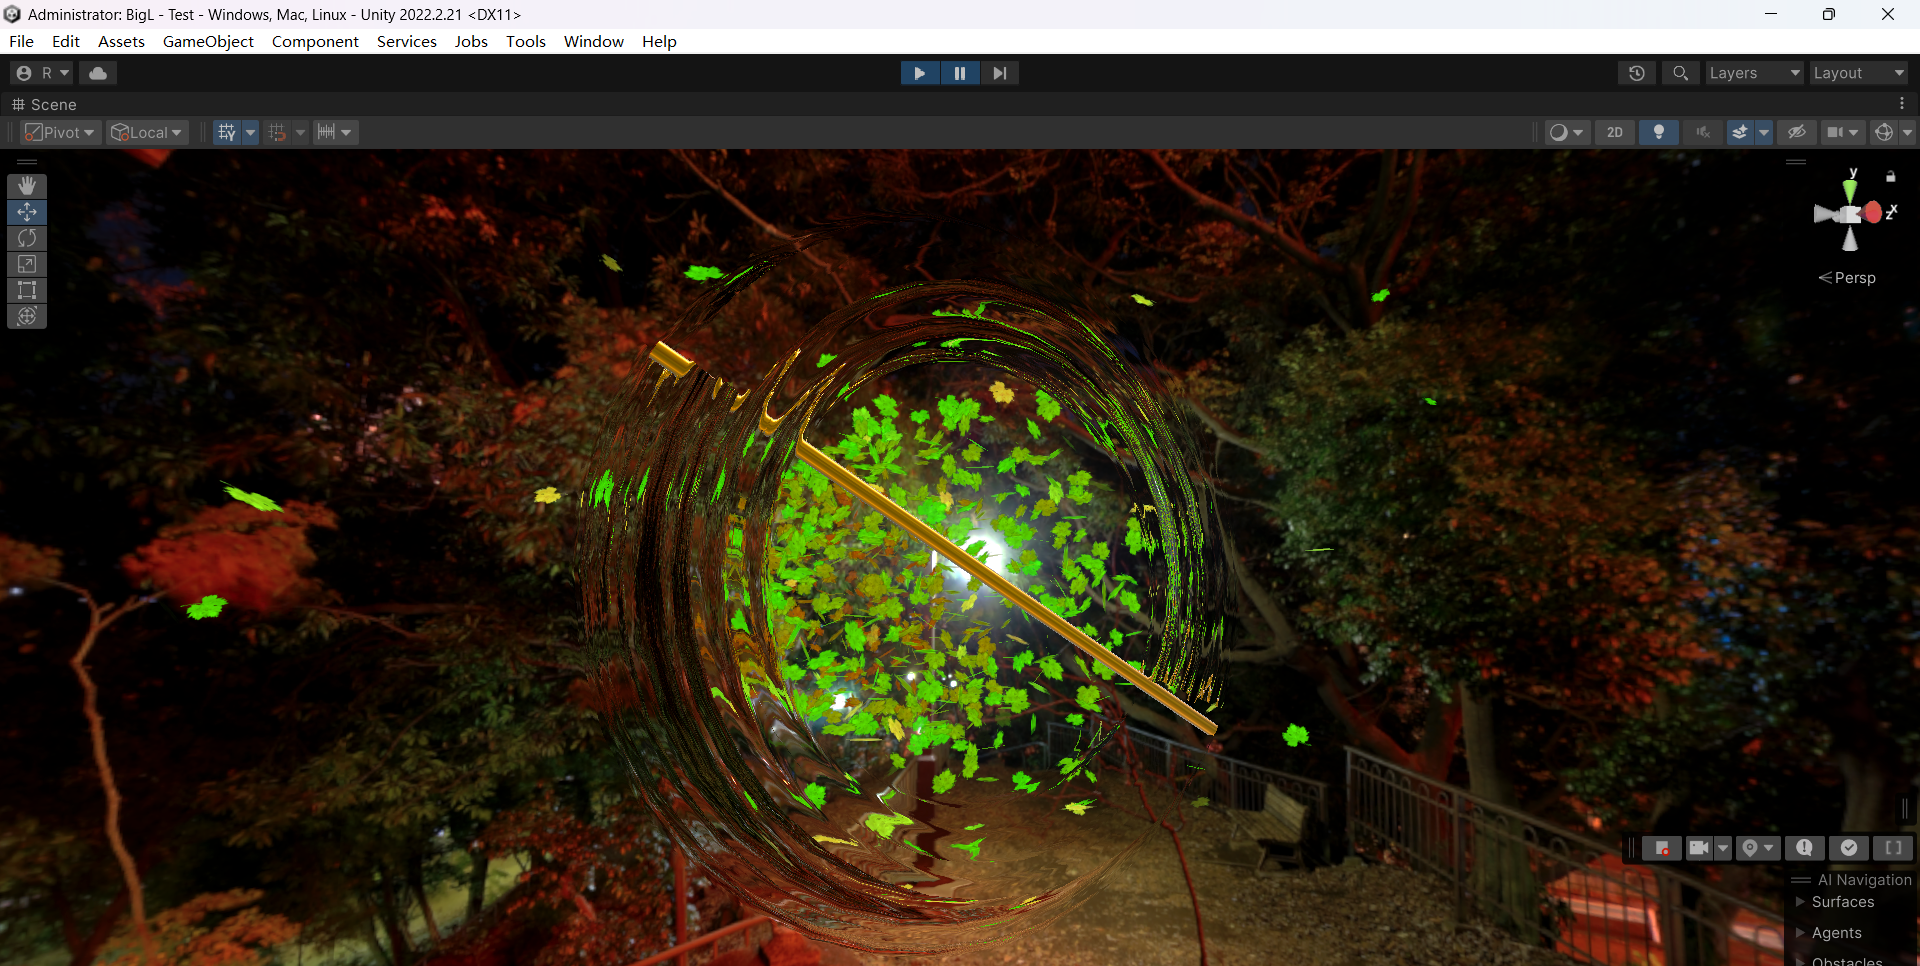 Administrator: BigL - Test - Windows, Mac, Linux - Unity 2022.2.21 <DX11>
File Edit Assets GameObject Component Services Jobs Tools Window Help
R Layers Layout
Scene
Pivot Local 2D
y
x
z
Persp
AI Navigation
Surfaces
Agents
Obstacles